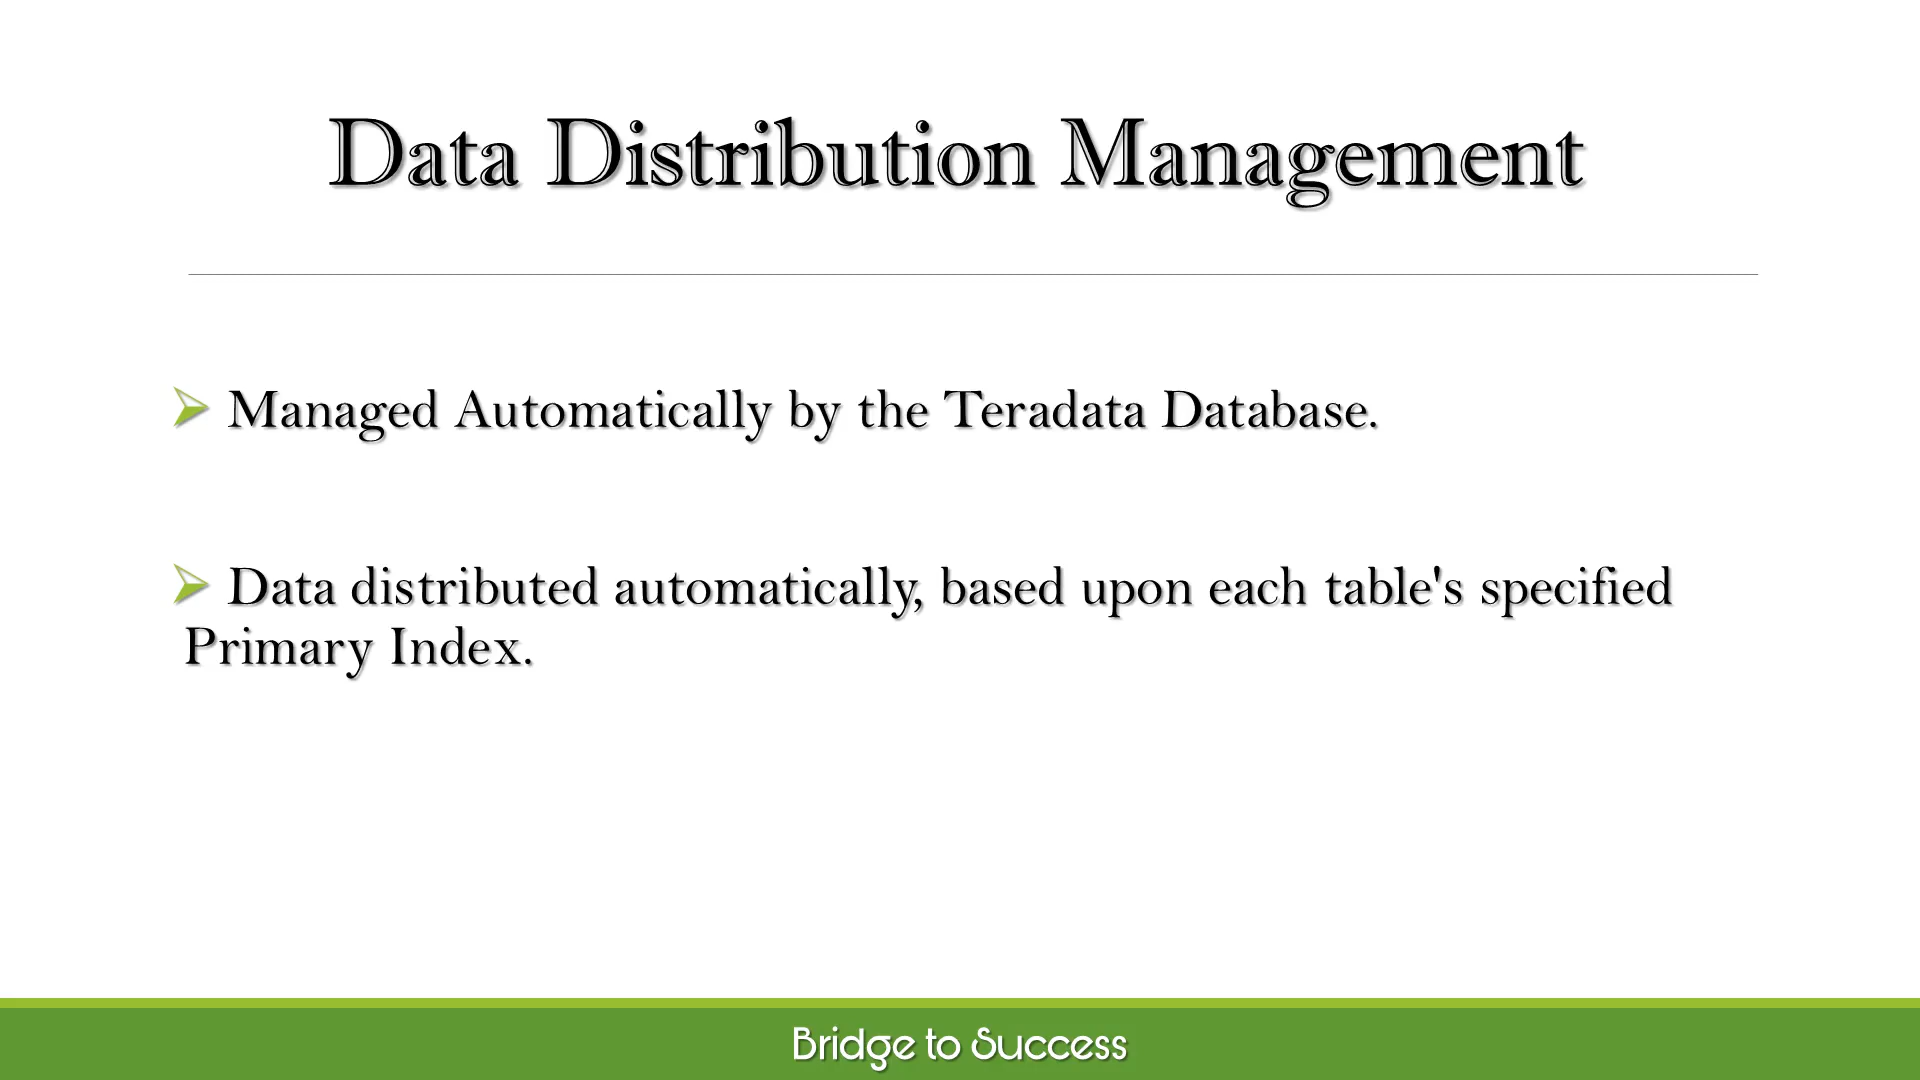 Data Distribution Management
➢ Managed Automatically by the Teradata Database.
➢ Data distributed automatically, based upon each table's specified
Primary Index.
Bridge to Success